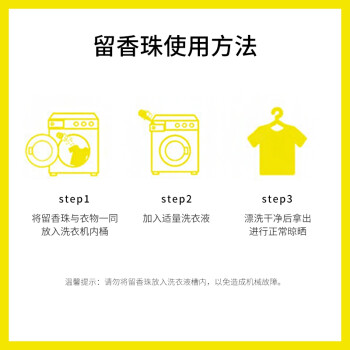 留香珠使用方法
step1
将留香珠与衣物一同
放入洗衣机内桶
step2
加入适量洗衣液
step3
漂洗干净后拿出
进行正常晾晒
温馨提示：请勿将留香珠放入洗衣液槽内，以免造成机械故障。